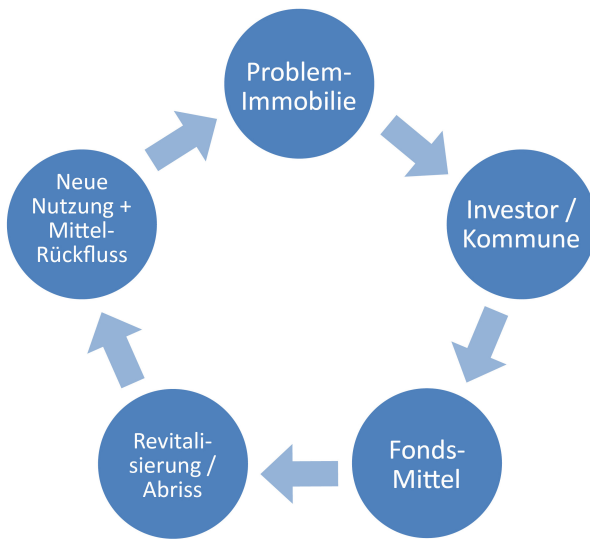 Problem-
Immobilie
Investor /
Kommune
Fonds-
Mittel
Revitali-
sierung /
Abriss
Neue
Nutzung +
Mittel-
Rückfluss